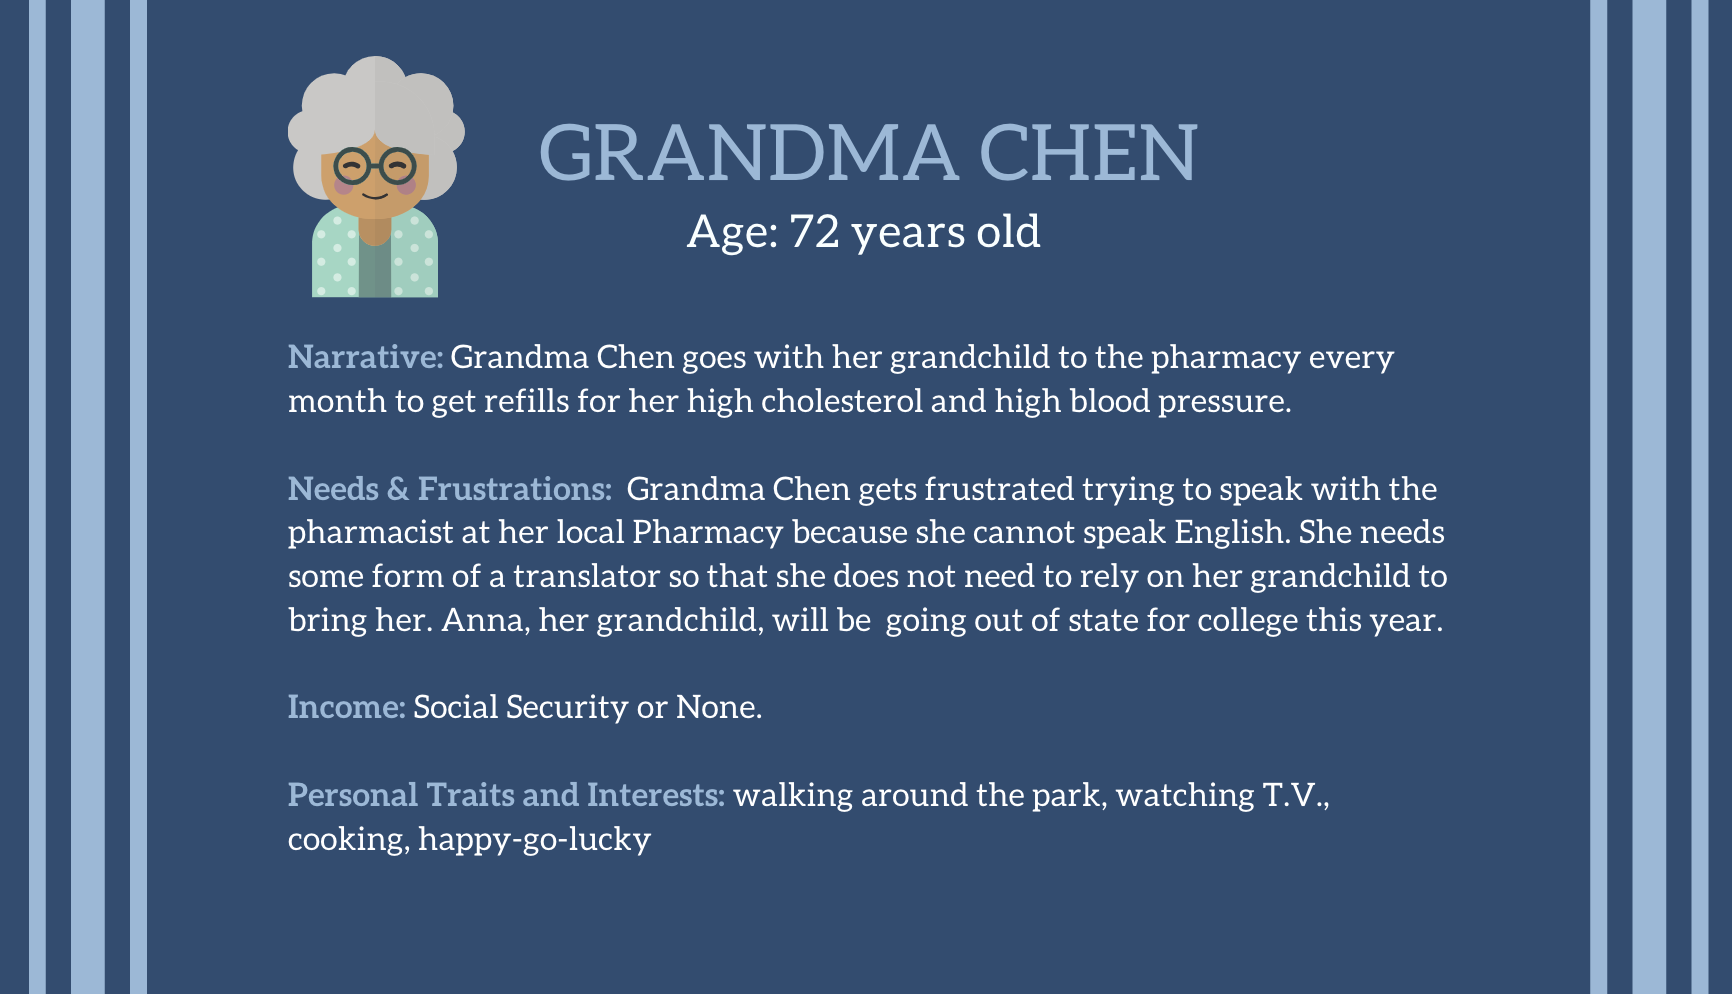 GRANDMA CHEN
Age: 72 years old
Narrative: Grandma Chen goes with her grandchild to the pharmacy every
month to get refills for her high cholesterol and high blood pressure.
Needs & Frustrations:  Grandma Chen gets frustrated trying to speak with the
pharmacist at her local Pharmacy because she cannot speak English. She needs
some form of a translator so that she does not need to rely on her grandchild to
bring her. Anna, her grandchild, will be  going out of state for college this year.
Income: Social Security or None.
Personal Traits and Interests: walking around the park, watching T.V.,
cooking, happy-go-lucky